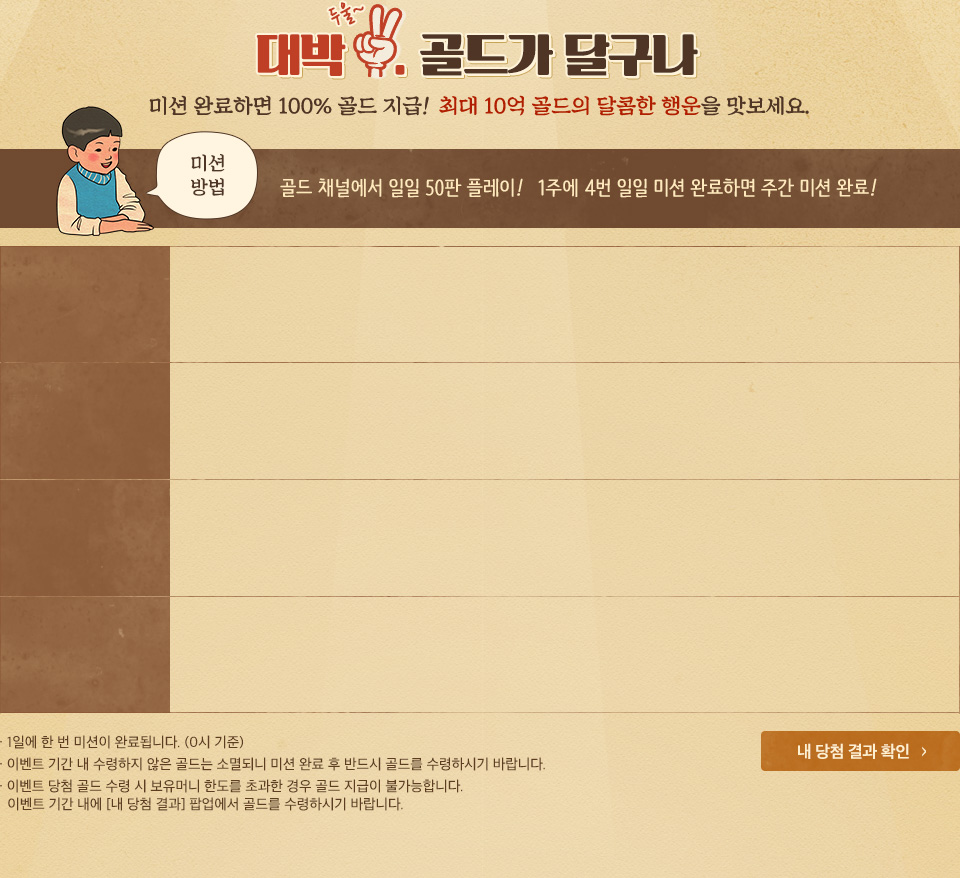 두울~
대박 . 골드가 달구나
미션 완료하면 100% 골드 지급! 최대 10억 골드의 달콤한 행운을 맛보세요.
미션
방법
골드 채널에서 일일 50판 플레이! 1주에 4번 일일 미션 완료하면 주간 미션 완료!
- 1일에 한 번 미션이 완료됩니다. (0시 기준)
- 이벤트 기간 내 수령하지 않은 골드는 소멸되니 미션 완료 후 반드시 골드를 수령하시기 바랍니다.
- 이벤트 당첨 골드 수령 시 보유머니 한도를 초과한 경우 골드 지급이 불가능합니다.
이벤트 기간 내에 [내 당첨 결과] 팝업에서 골드를 수령하시기 바랍니다.
내 당첨 결과 확인 >